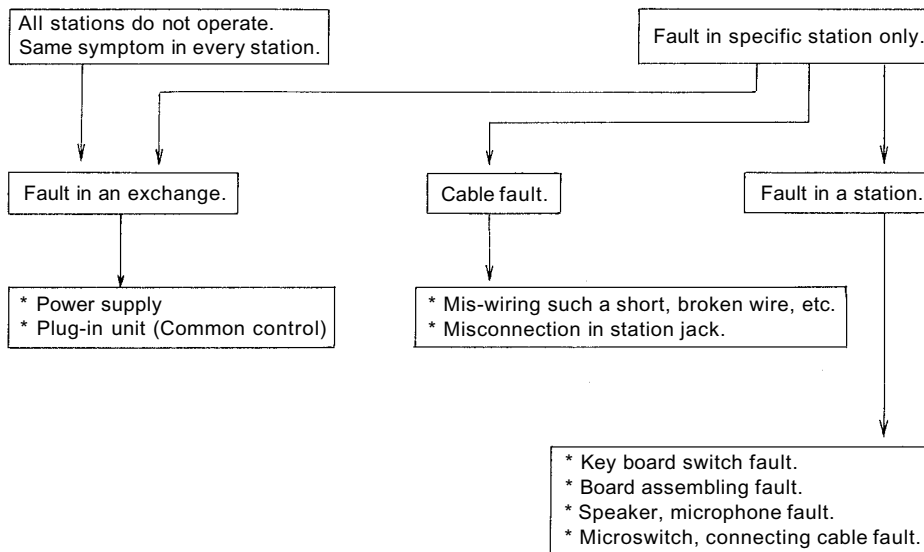 All stations do not operate.
Same symptom in every station.
Fault in specific station only.
Fault in an exchange.
Cable fault.
Fault in a station.
* Power supply
* Plug-in unit (Common control)
* Mis-wiring such a short, broken wire, etc.
* Misconnection in station jack.
* Key board switch fault.
* Board assembling fault.
* Speaker, microphone fault.
* Microswitch, connecting cable fault.